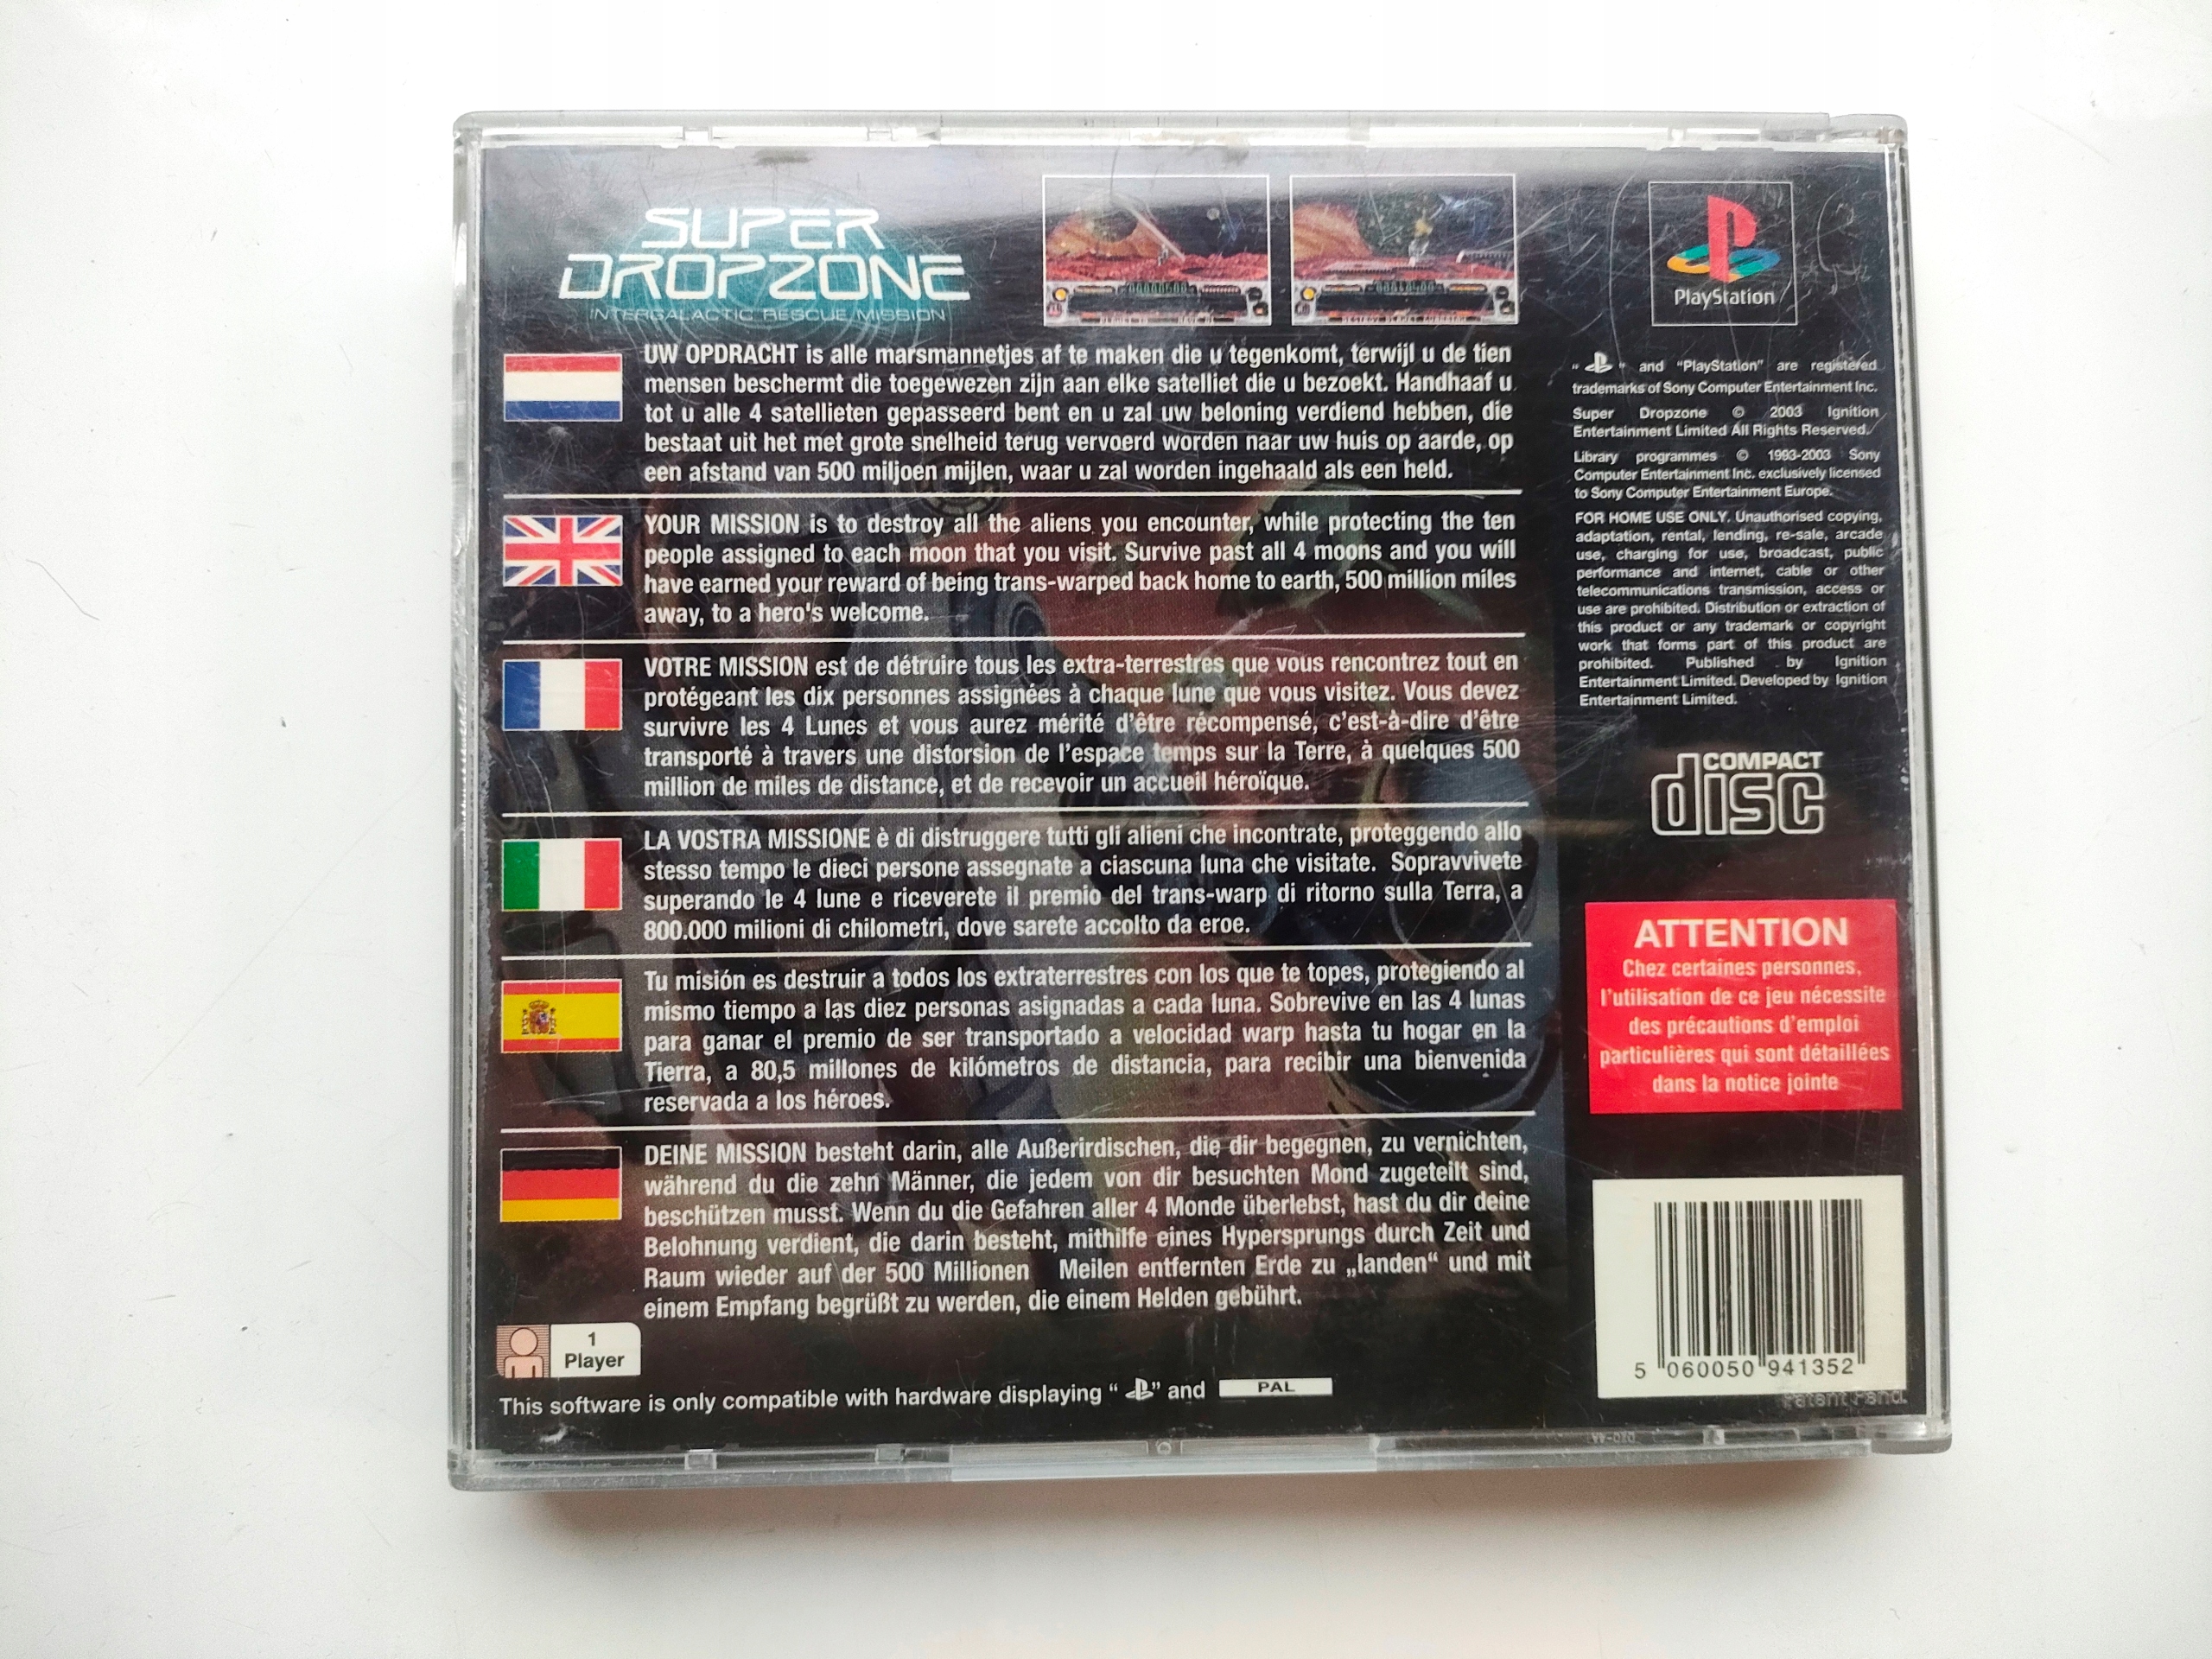 SUPER
DROPZONE
INTERGALACTIC RESCUE MISSION
UW OPDRACHT is alle marsmannetjes af te maken die u tegenkomt, terwijl u de tien
mensen beschermt die toegewezen zijn aan elke satelliet die u bezoekt. Handhaaf u
tot u alle 4 satellieten gepasseerd bent en u zal uw beloning verdiend hebben, die
bestaat uit het met grote snelheid terug vervoerd worden naar uw huis op aarde, op
een afstand van 500 miljoen mijlen, waar u zal worden ingehaald als een held.
YOUR MISSION is to destroy all the aliens you encounter, while protecting the ten
people assigned to each moon that you visit. Survive past all 4 moons and you will
have earned your reward of being trans-warped back home to earth, 500 million miles
away, to a hero's welcome.
VOTRE MISSION est de détruire tous les extra-terrestres que vous rencontrez tout en
protégeant les dix personnes assignées à chaque lune que vous visitez. Vous devez
survivre les 4 Lunes et vous aurez mérité d'être récompensé, c'est-à-dire d'être
transporté à travers une distorsion de l'espace temps sur la Terre, à quelques 500
million de miles de distance, et de recevoir un accueil héroïque.
LA VOSTRA MISSIONE è di distruggere tutti gli alieni che incontrate, proteggendo allo
stesso tempo le dieci persone assegnate a ciascuna luna che visitate. Sopravvivete
superando le 4 lune e riceverete il premio del trans-warp di ritorno sulla Terra, a
800.000 milioni di chilometri, dove sarete accolto da eroe.
Tu misión es destruir a todos los extraterrestres con los que te topes, protegiendo al
mismo tiempo a las diez personas asignadas a cada luna. Sobrevive en las 4 lunas
para ganar el premio de ser transportado a velocidad warp hasta tu hogar en la
Tierra, a 80,5 millones de kilómetros de distancia, para recibir una bienvenida
reservada a los héroes.
DEINE MISSION besteht darin, alle Außerirdischen, die dir begegnen, zu vernichten,
während du die zehn Männer, die jedem von dir besuchten Mond zugeteilt sind,
beschützen musst. Wenn du die Gefahren aller 4 Monde überlebst, hast du dir deine
Belohnung verdient, die darin besteht, mithilfe eines Hypersprungs durch Zeit und
Raum wieder auf der 500 Millionen Meilen entfernten Erde zu „landen“ und mit
einem Empfang begrüßt zu werden, die einem Helden gebührt.
1
Player
This software is only compatible with hardware displaying " " and PAL
PlayStation
" " and "PlayStation" are registered
trademarks of Sony Computer Entertainment Inc.
Super Dropzone © 2003 Ignition
Entertainment Limited All Rights Reserved.
Library programmes © 1993-2003 Sony
Computer Entertainment Inc. exclusively licensed
to Sony Computer Entertainment Europe.
FOR HOME USE ONLY. Unauthorised copying,
adaptation, rental, lending, re-sale, arcade
use, charging for use, broadcast, public
performance and internet, cable or other
telecommunications transmission, access or
use are prohibited. Distribution or extraction of
this product or any trademark or copyright
work that forms part of this product are
prohibited. Published by Ignition
Entertainment Limited. Developed by Ignition
Entertainment Limited.
COMPACT
disc
ATTENTION
Chez certaines personnes,
l'utilisation de ce jeu nécessite
des précautions d'emploi
particulières qui sont détaillées
dans la notice jointe
5 060050 941352
Patent Pend.